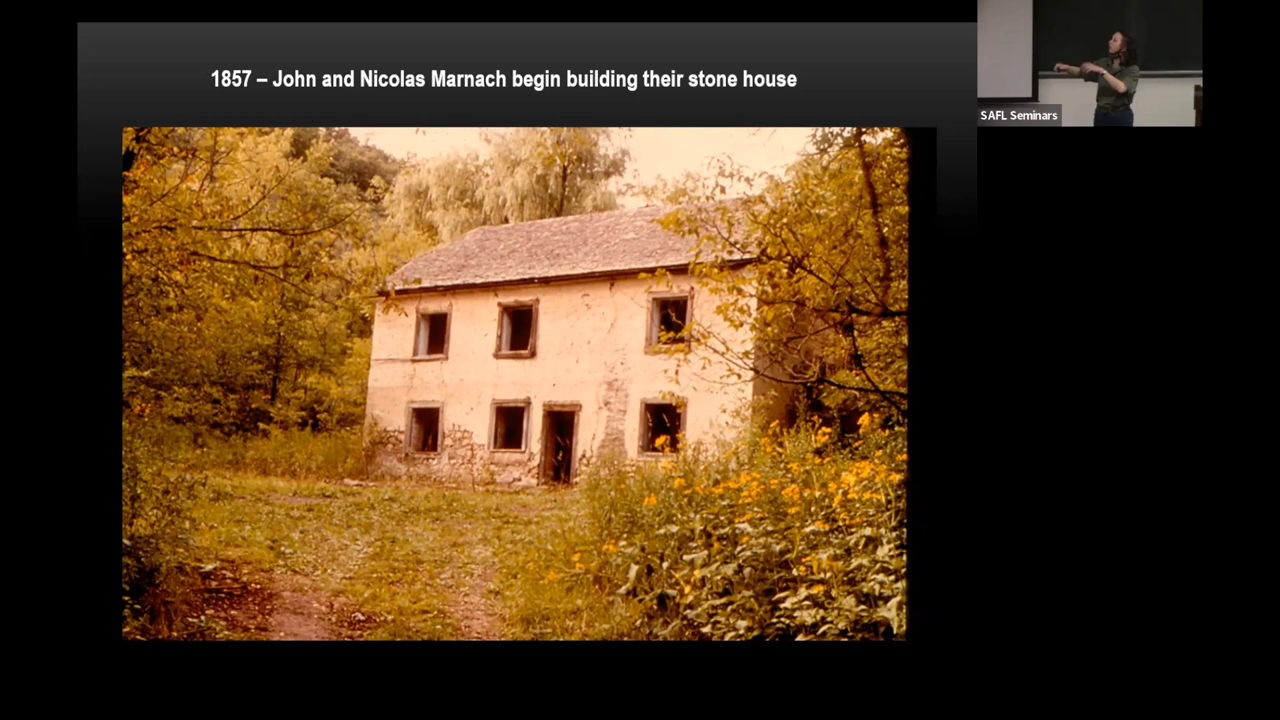 1857 – John and Nicolas Marnach begin building their stone house
SAFL Seminars